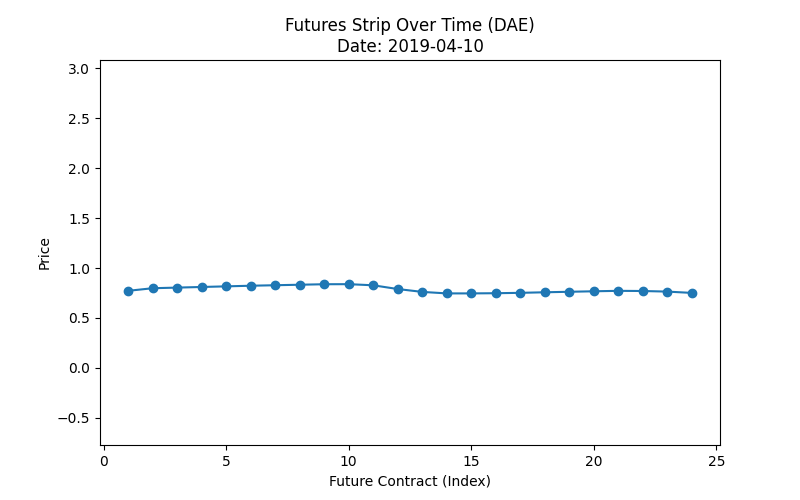 Futures Strip Over Time (DAE)
Date: 2019-04-10
3.0
2.5
2.0
1.5
1.0
0.5
0.0
−0.5
Price
0 5 10 15 20 25
Future Contract (Index)